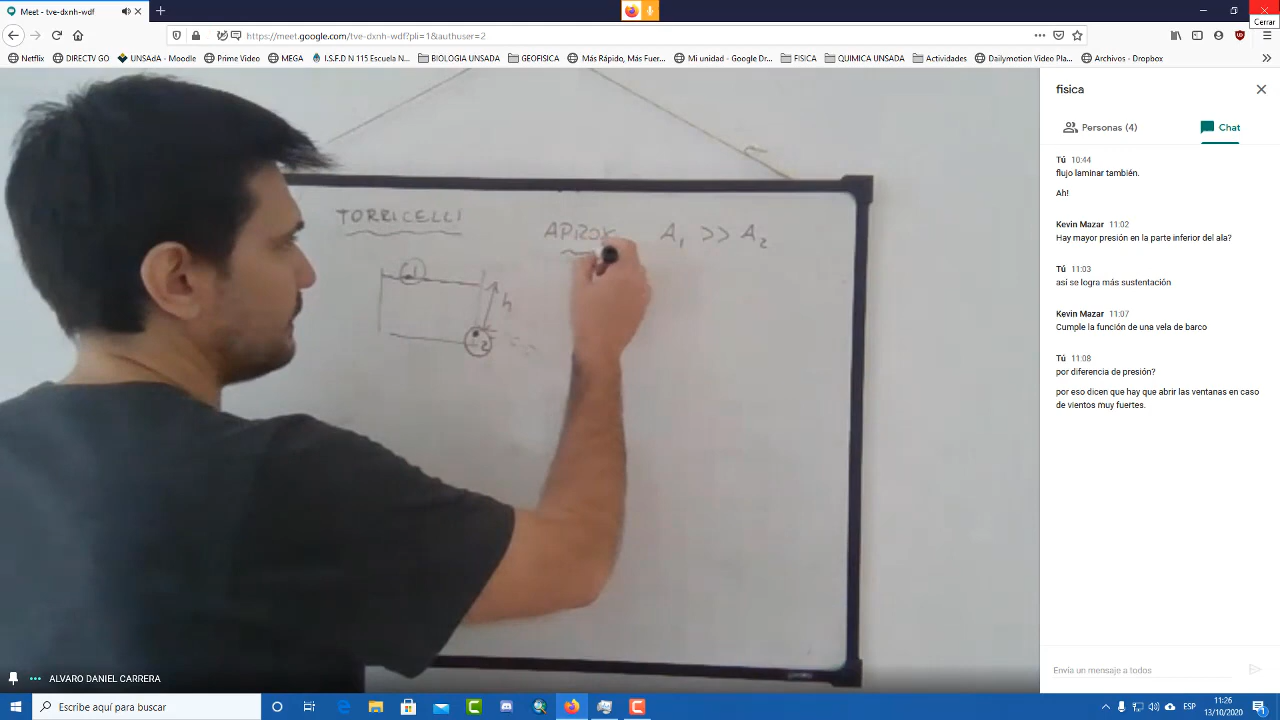 Meet - tve-dxnh-wdf
Cerrar
https://meet.google.com/tve-dxnh-wdf?pli=1&authuser=2
Netflix DIRECTV GO UNSAdA - Moodle Prime Video MEGA I.S.F.D N 115 Escuela N... BIOLOGIA UNSADA GEOFISICA Más Rápido, Más Fuer... Mi unidad - Google Dr... FISICA QUIMICA UNSADA Actividades Dailymotion Video Pla... Archivos - Dropbox
TORRICELLI
APROX A₁ >> A₂
1
h
2
ALVARO DANIEL CARRERA
fisica
Personas (4) Chat
Tú 10:44
flujo laminar también.
Ah!
Kevin Mazar 11:02
Hay mayor presión en la parte inferior del ala?
Tú 11:03
asi se logra más sustentación
Kevin Mazar 11:07
Cumple la función de una vela de barco
Tú 11:08
por diferencia de presión?
por eso dicen que hay que abrir las ventanas en caso
de vientos muy fuertes.
Envía un mensaje a todos
Escribe aquí para buscar
ESP
11:26
13/10/2020